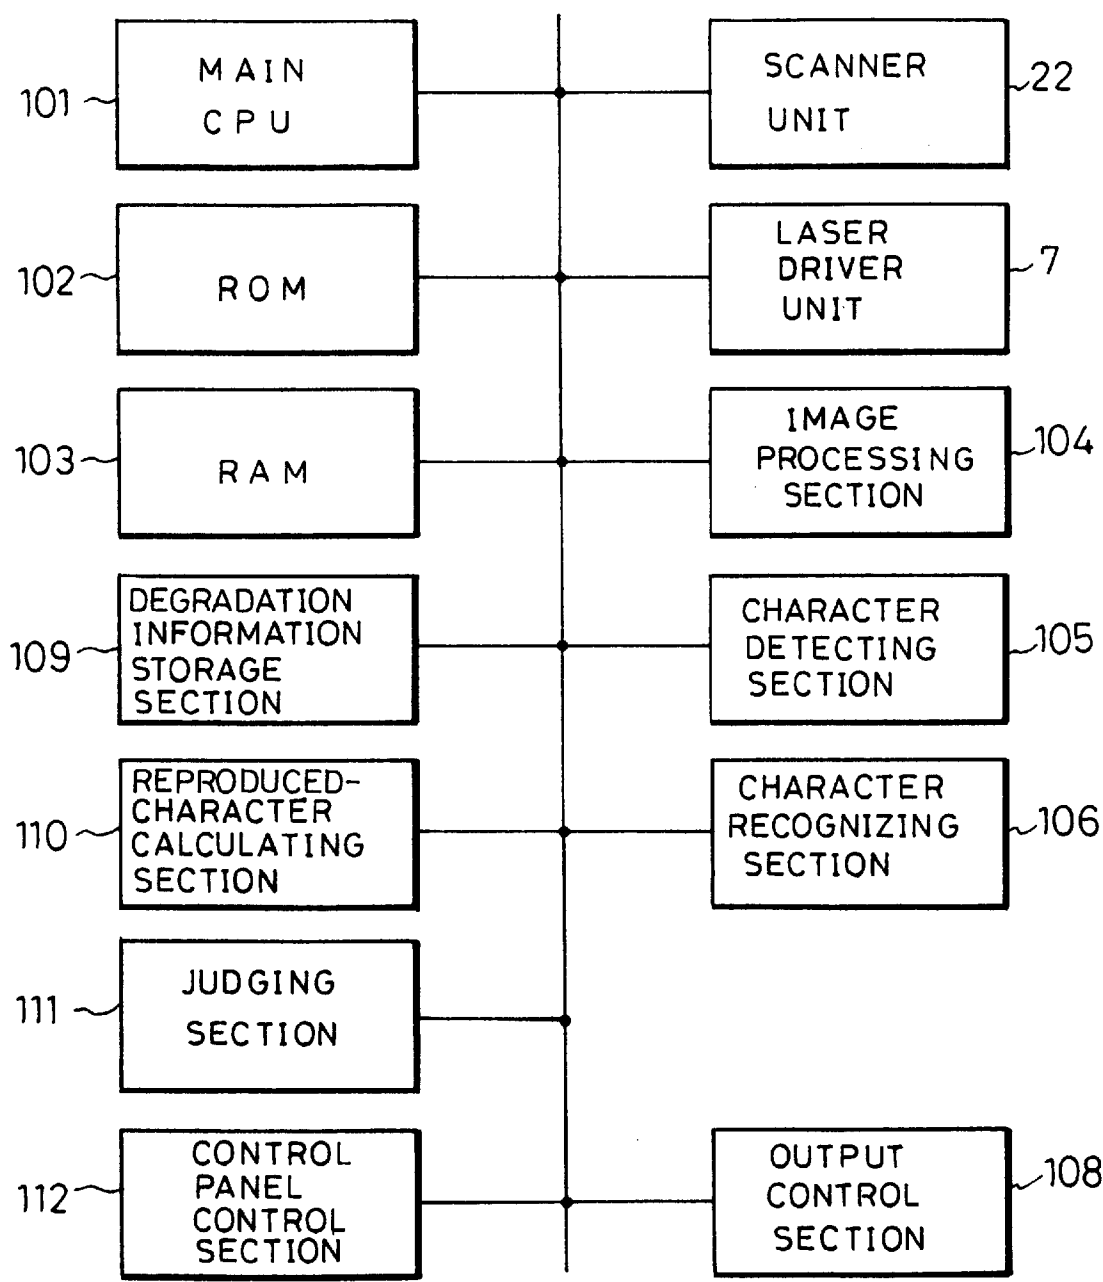 101
MAIN
CPU
SCANNER
UNIT
22
102
ROM
LASER
DRIVER
UNIT
7
103
RAM
IMAGE
PROCESSING
SECTION
104
109
DEGRADATION
INFORMATION
STORAGE
SECTION
CHARACTER
DETECTING
SECTION
105
110
REPRODUCED-
CHARACTER
CALCULATING
SECTION
CHARACTER
RECOGNIZING
SECTION
106
111
JUDGING
SECTION
112
CONTROL
PANEL
CONTROL
SECTION
OUTPUT
CONTROL
SECTION
108